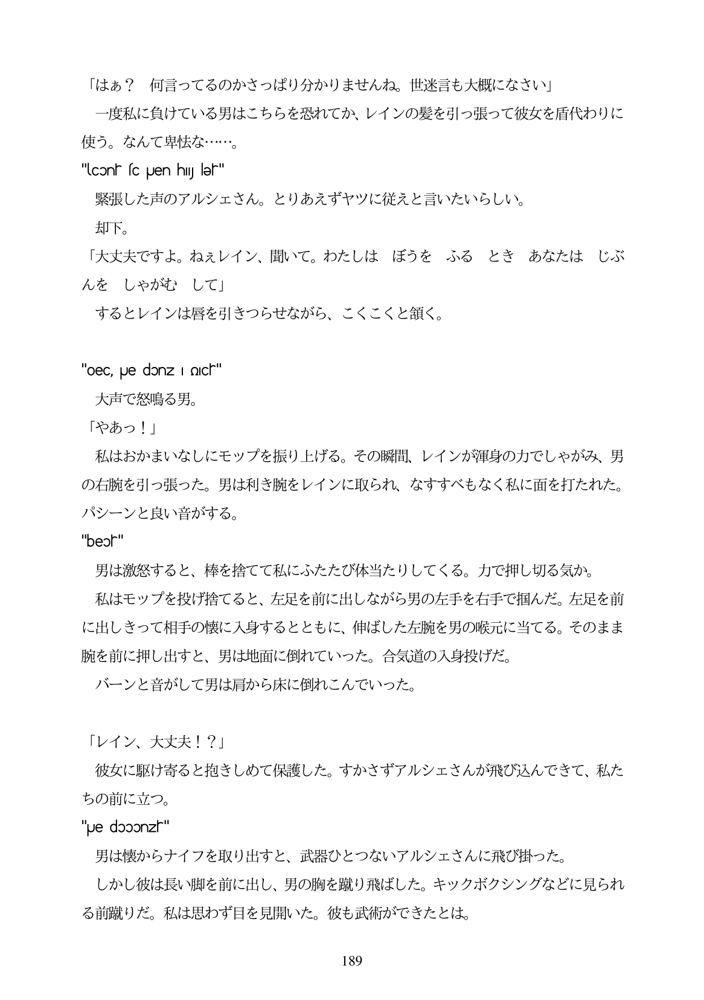 「はぁ？　何言ってるのかさっぱり分かりませんね。世迷言も大概になさい」
一度私に負けている男はこちらを恐れてか、レインの髪を引っ張って彼女を盾代わりに
使う。なんて卑怯な……。
緊張した声のアルシェさん。とりあえずヤツに従えと言いたいらしい。
却下。
「大丈夫ですよ。ねぇレイン、聞いて。わたしは　ぼうを　ふる　とき　あなたは　じぶ
んを　しゃがむ　して」
するとレインは唇を引きつらせながら、こくこくと頷く。
大声で怒鳴る男。
「やあっ！」
私はおかまいなしにモップを振り上げる。その瞬間、レインが渾身の力でしゃがみ、男
の右腕を引っ張った。男は利き腕をレインに取られ、なすすべもなく私に面を打たれた。
パシーンと良い音がする。
男は激怒すると、棒を捨てて私にふたたび体当たりしてくる。力で押し切る気か。
私はモップを投げ捨てると、左足を前に出しながら男の左手を右手で掴んだ。左足を前
に出しきって相手の懐に入身するとともに、伸ばした左腕を男の喉元に当てる。そのまま
腕を前に押し出すと、男は地面に倒れていった。合気道の入身投げだ。
バーンと音がして男は肩から床に倒れこんでいった。
「レイン、大丈夫！？」
彼女に駆け寄ると抱きしめて保護した。すかさずアルシェさんが飛び込んできて、私た
ちの前に立つ。
男は懐からナイフを取り出すと、武器ひとつないアルシェさんに飛び掛った。
しかし彼は長い脚を前に出し、男の胸を蹴り飛ばした。キックボクシングなどに見られ
る前蹴りだ。私は思わず目を見開いた。彼も武術ができたとは。
189